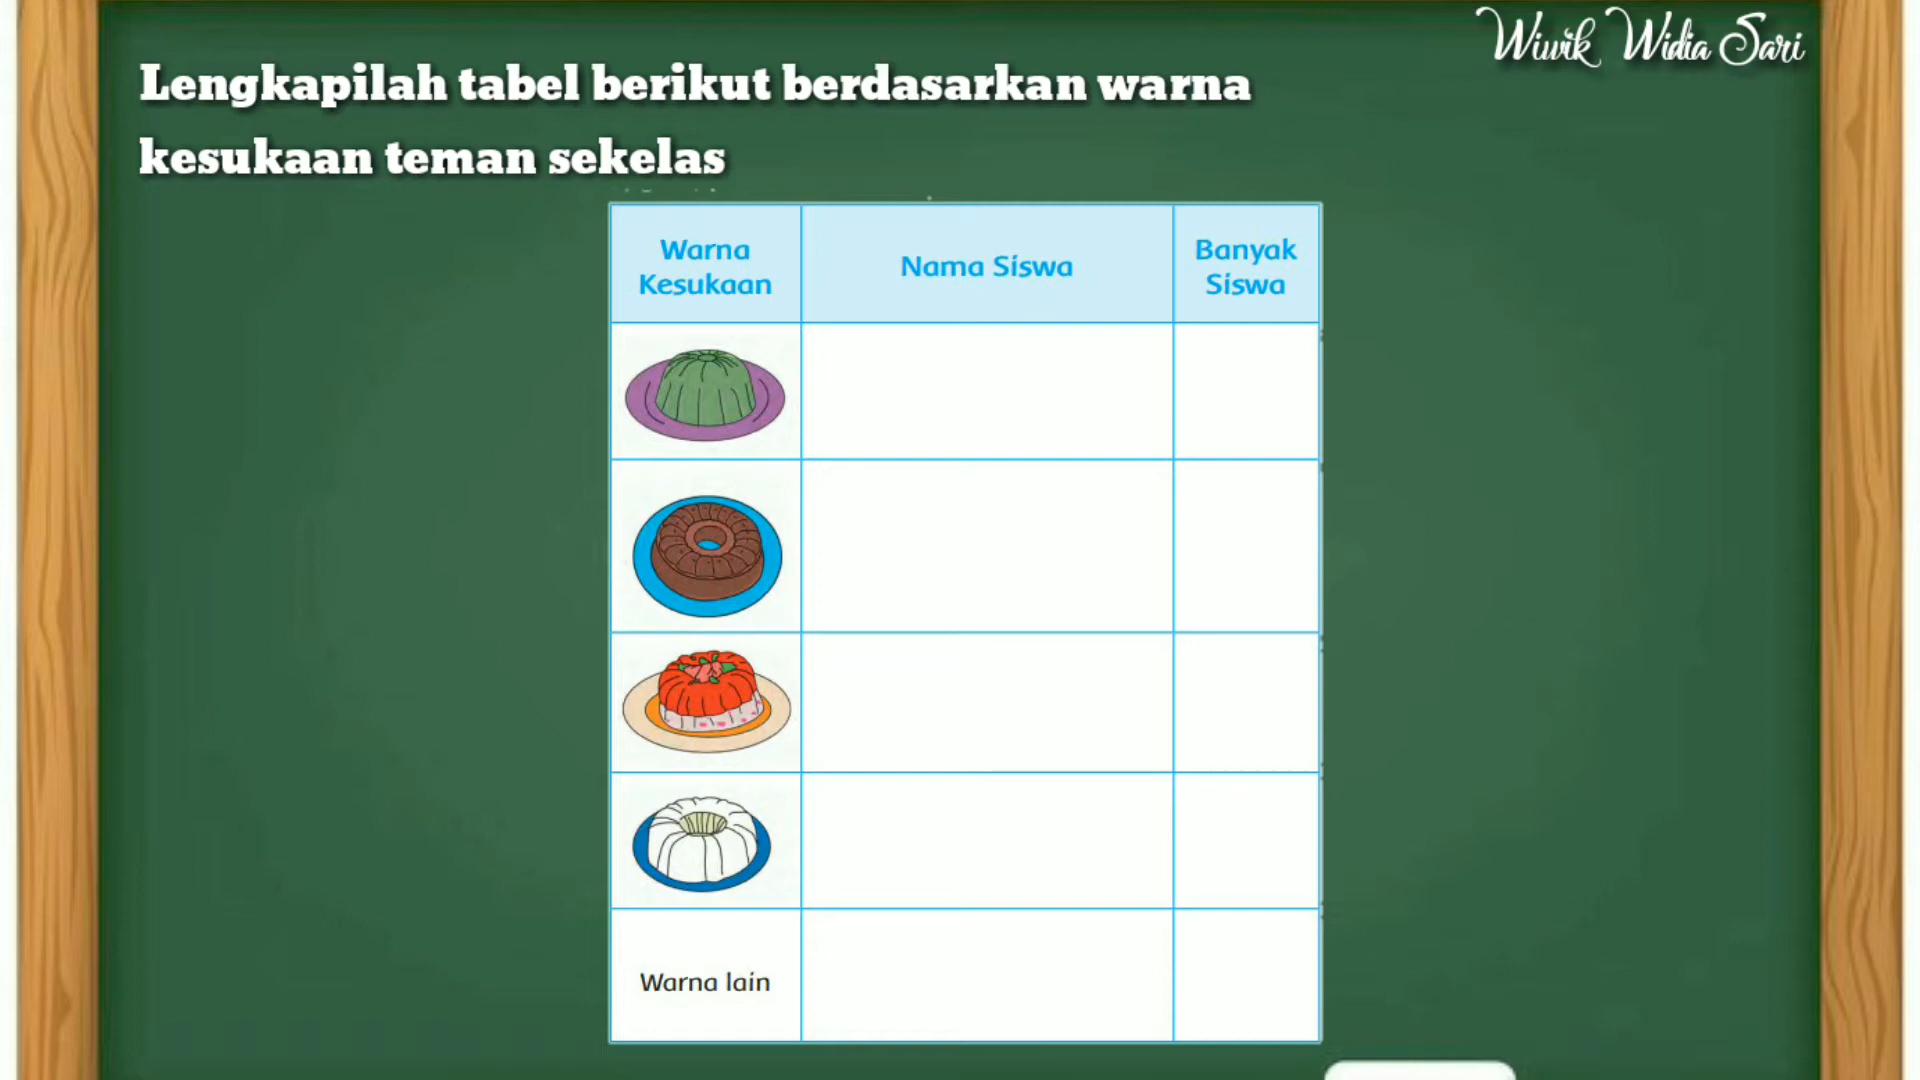 Wiwik Widia Sari
Lengkapilah tabel berikut berdasarkan warna
kesukaan teman sekelas
Warna
Kesukaan
Nama Siswa
Banyak
Siswa
Warna lain